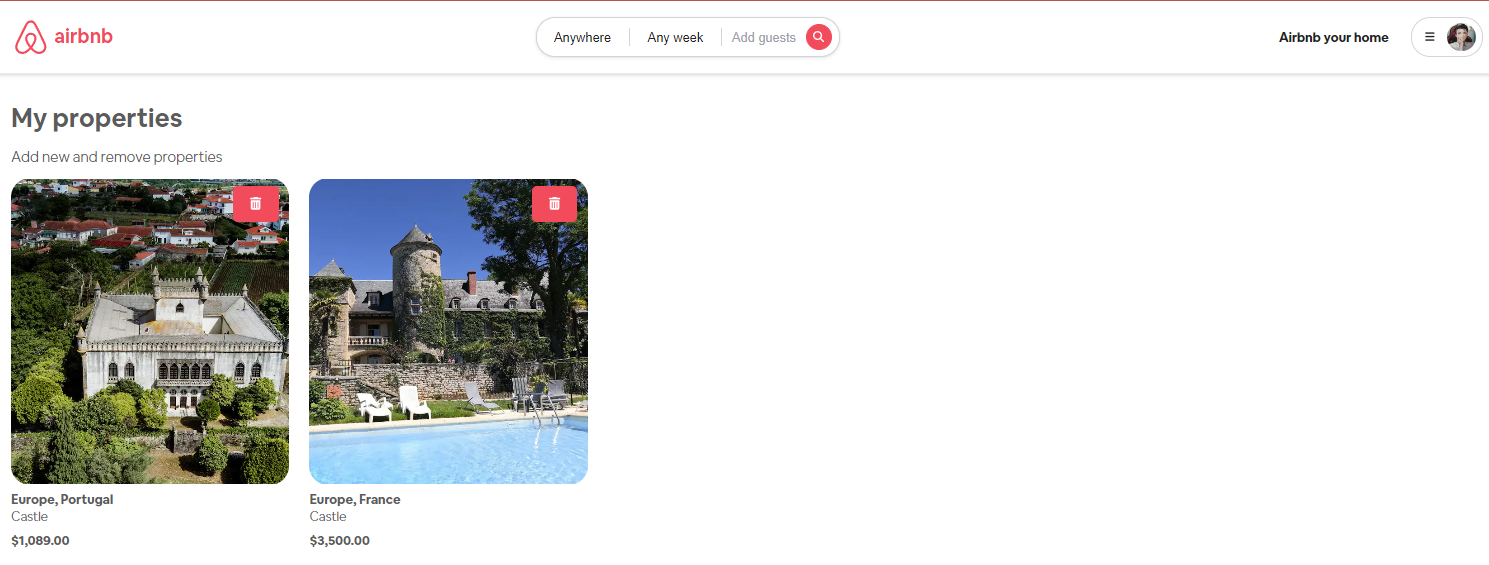 airbnb
Anywhere
Any week
Add guests
Airbnb your home
My properties
Add new and remove properties
Europe, Portugal
Castle
$1,089.00
Europe, France
Castle
$3,500.00